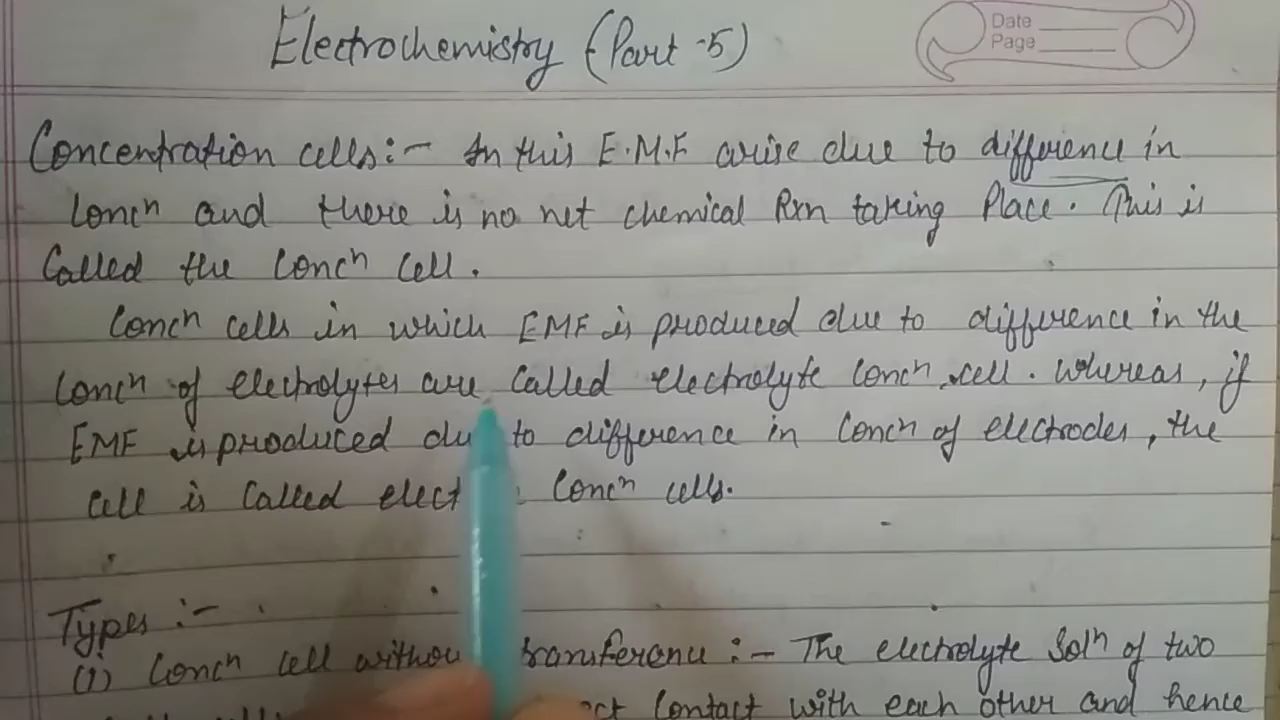 Electrochemistry (Part-5)
Date
Page
Concentration cells:- In this E.M.F arise due to difference in
Concn and there is no net chemical Rxn taking Place. This is
Called the Concn Cell.
Concn cells in which EMF is produced due to difference in the
Concn of electrolytes are called electrolyte Concn cell. Whereas, if
EMF is produced du to difference in Concn of electrodes, the
Cell is Called elect Concn cells.
Types :-
(1) Concn Cell withou transference :- The electrolyte Soln of two
Contact with each other and hence